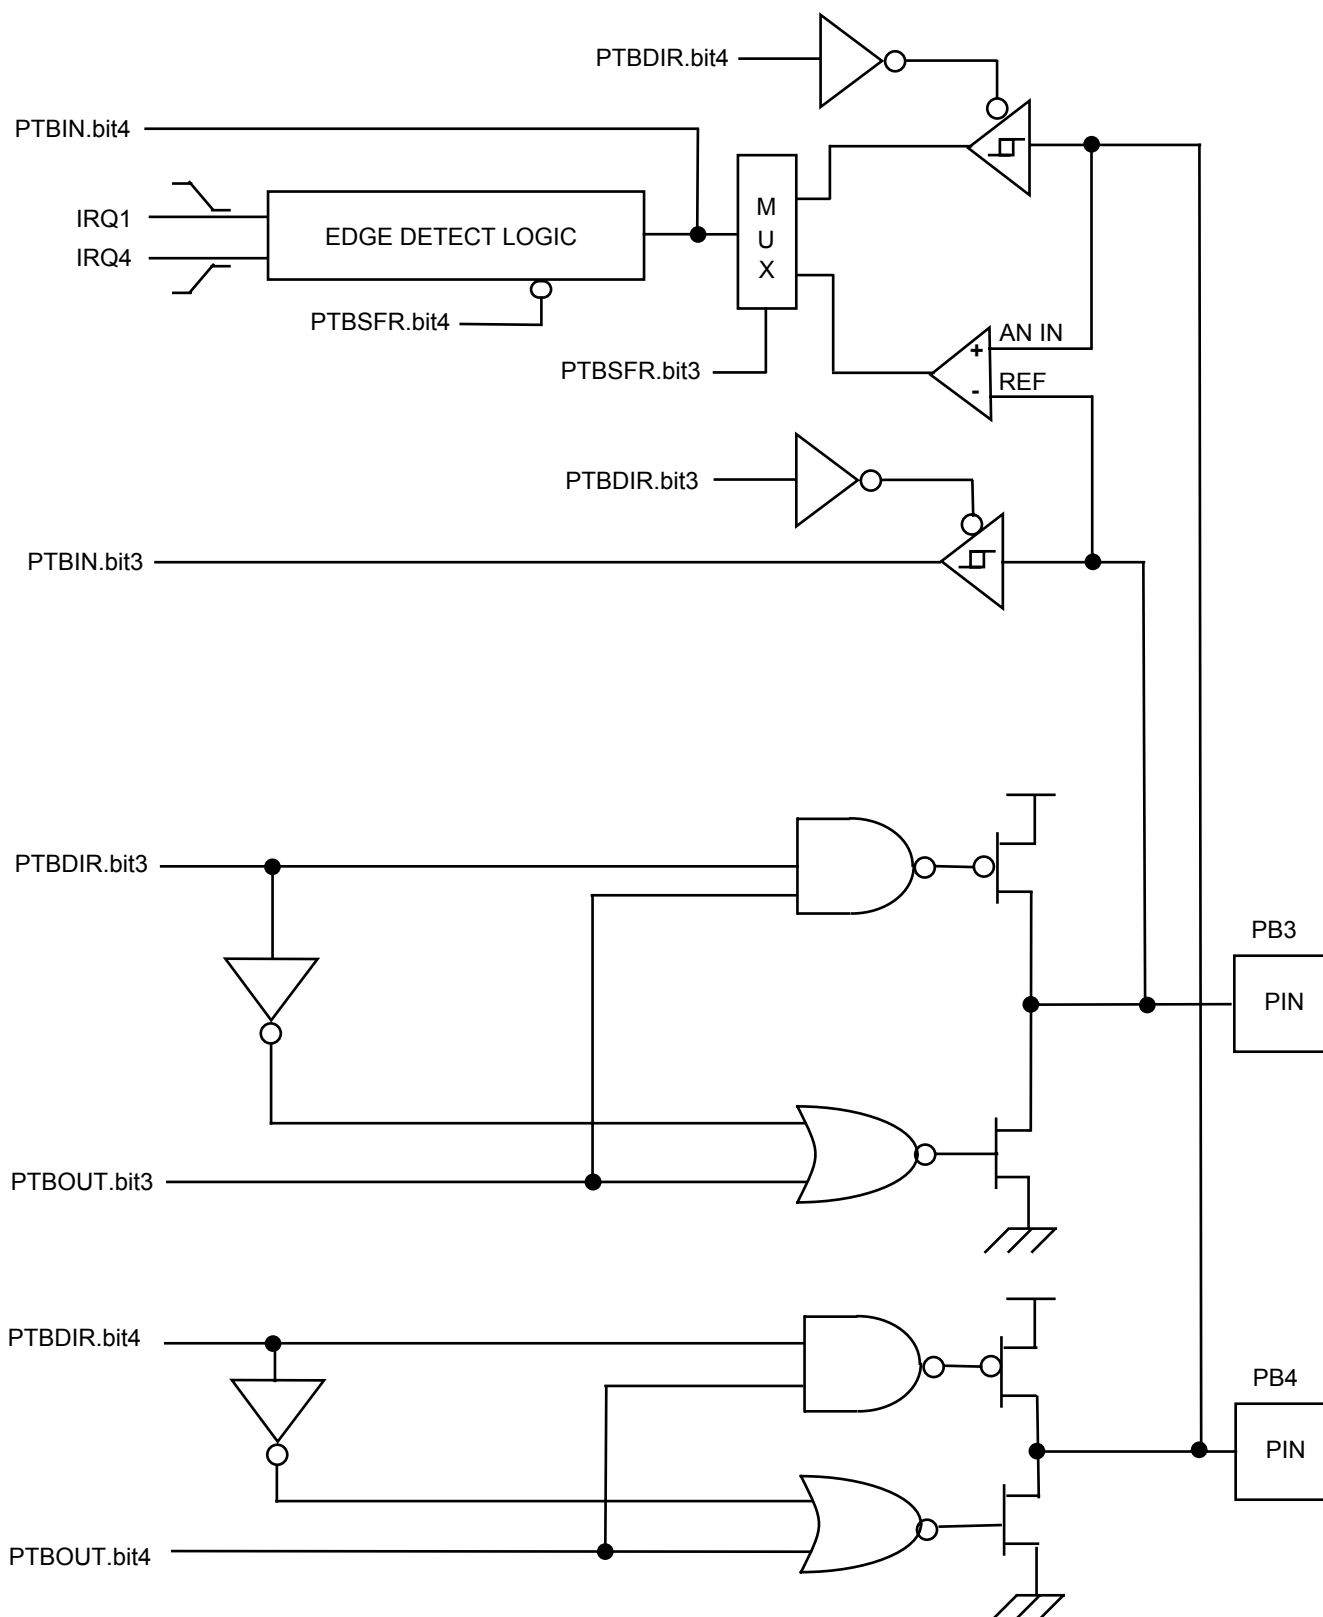 PTBDIR.bit4
PTBIN.bit4
IRQ1
IRQ4
EDGE DETECT LOGIC
M
U
X
PTBSFR.bit4
PTBSFR.bit3
+
AN IN
-
REF
PTBDIR.bit3
PTBIN.bit3
PTBDIR.bit3
PB3
PIN
PTBOUT.bit3
PTBDIR.bit4
PB4
PIN
PTBOUT.bit4